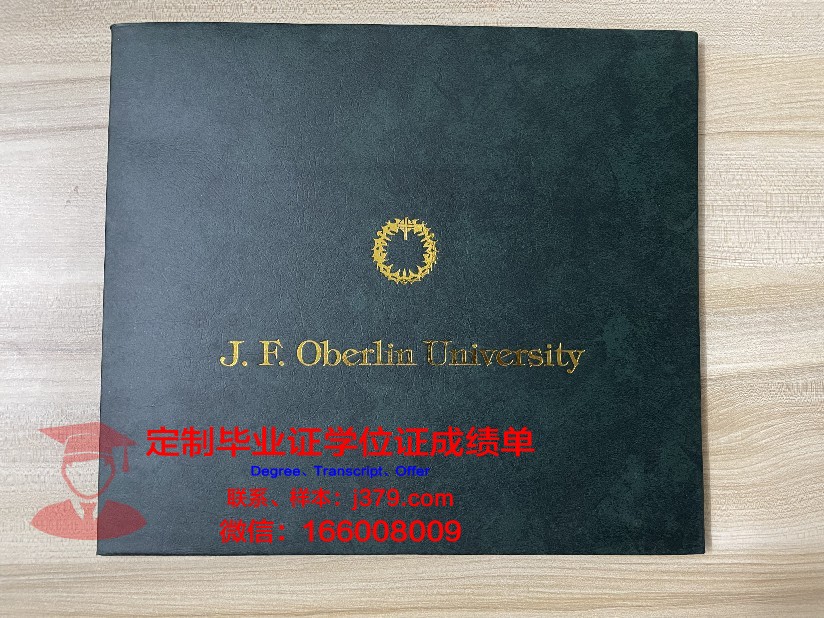 J. F. Oberlin University
定制毕业证学位证成绩单
Degree、Transcript、Offer
联系、样本：j379.com
微信：166008009